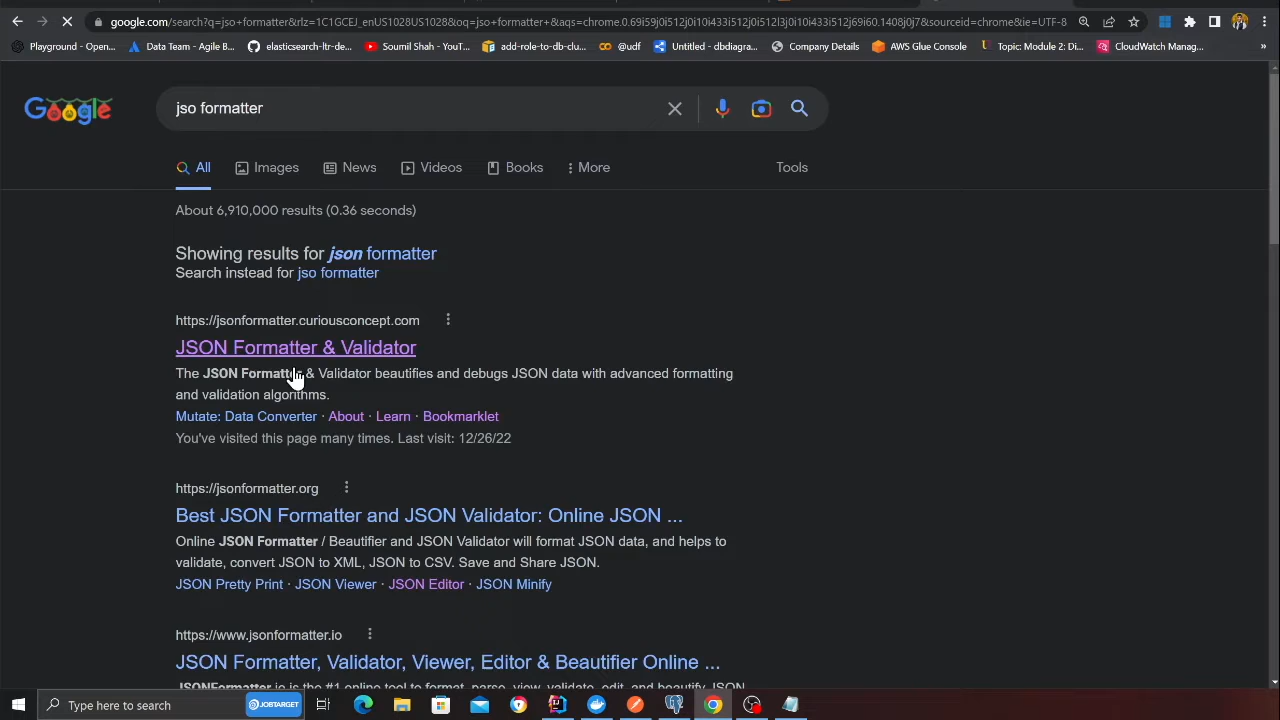 google.com/search?q=jso+formatter&rlz=1C1GCEJ_enUS1028US1028&oq=jso+formatter+&aqs=chrome.0.69i59j0i512j0i10i433i512j0i512l3j0i10i433i512j69i60.1408j0j7&sourceid=chrome&ie=UTF-8
Playground - Open... Data Team - Agile B... elasticsearch-ltr-de... Soumil Shah - YouT... add-role-to-db-clu... @udf Untitled - dbdiagra... Company Details AWS Glue Console Topic: Module 2: Di... CloudWatch Manag... »
Google
jso formatter
All Images News Videos Books More Tools
About 6,910,000 results (0.36 seconds)
Showing results for json formatter
Search instead for jso formatter
https://jsonformatter.curiousconcept.com
JSON Formatter & Validator
The JSON Formatter & Validator beautifies and debugs JSON data with advanced formatting
and validation algorithms.
Mutate: Data Converter · About · Learn · Bookmarklet
You've visited this page many times. Last visit: 12/26/22
https://jsonformatter.org
Best JSON Formatter and JSON Validator: Online JSON ...
Online JSON Formatter / Beautifier and JSON Validator will format JSON data, and helps to
validate, convert JSON to XML, JSON to CSV. Save and Share JSON.
JSON Pretty Print · JSON Viewer · JSON Editor · JSON Minify
https://www.jsonformatter.io
JSON Formatter, Validator, Viewer, Editor & Beautifier Online ...
JSONFormatter.io is the #1 online tool to format, parse, view, validate, edit, and beautify JSON
Type here to search JOBTARGET